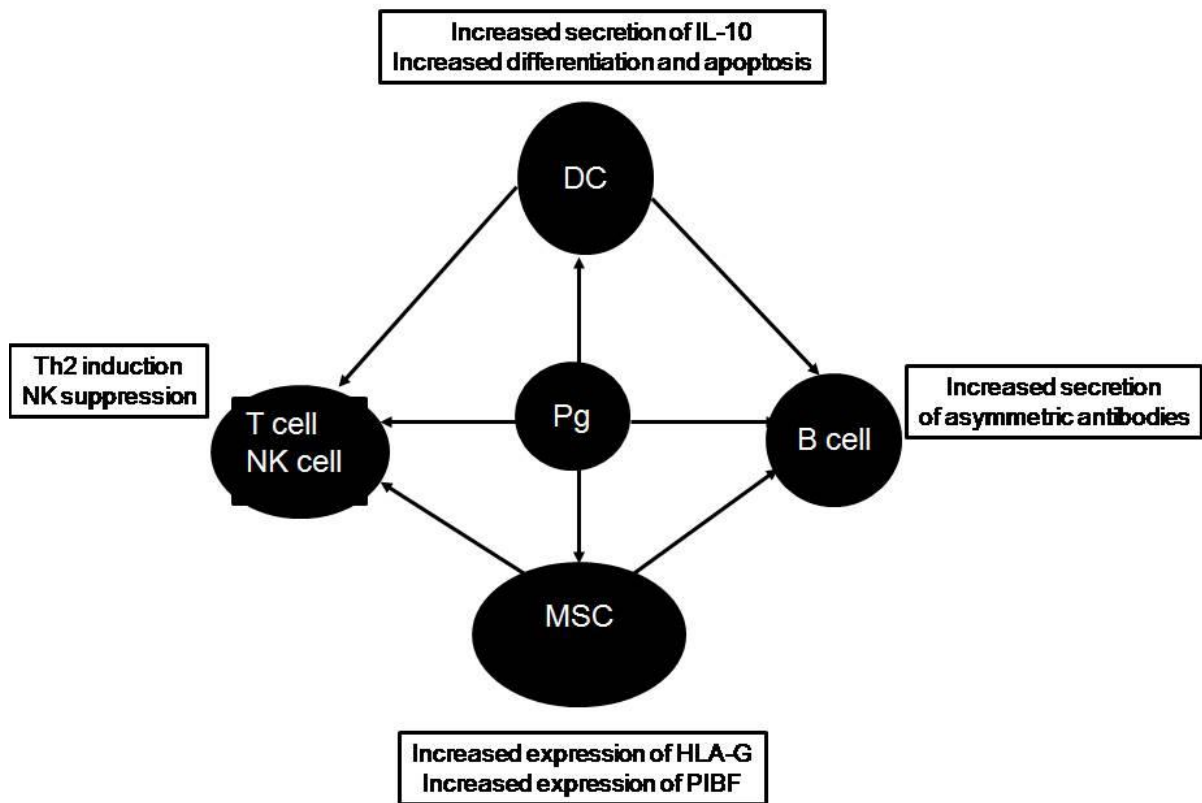 Increased secretion of IL-10
Increased differentiation and apoptosis
DC
Th2 induction
NK suppression
T cell
NK cell
Pg
B cell
Increased secretion
of asymmetric antibodies
MSC
Increased expression of HLA-G
Increased expression of PIBF